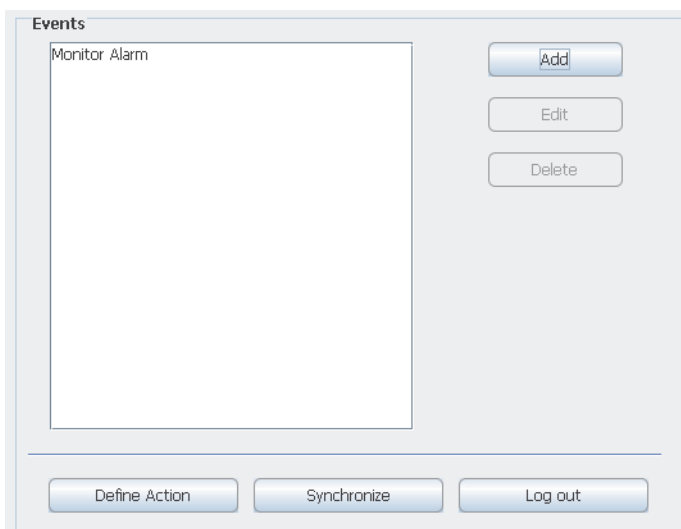 Events
Monitor Alarm
Add
Edit
Delete
Define Action
Synchronize
Log out